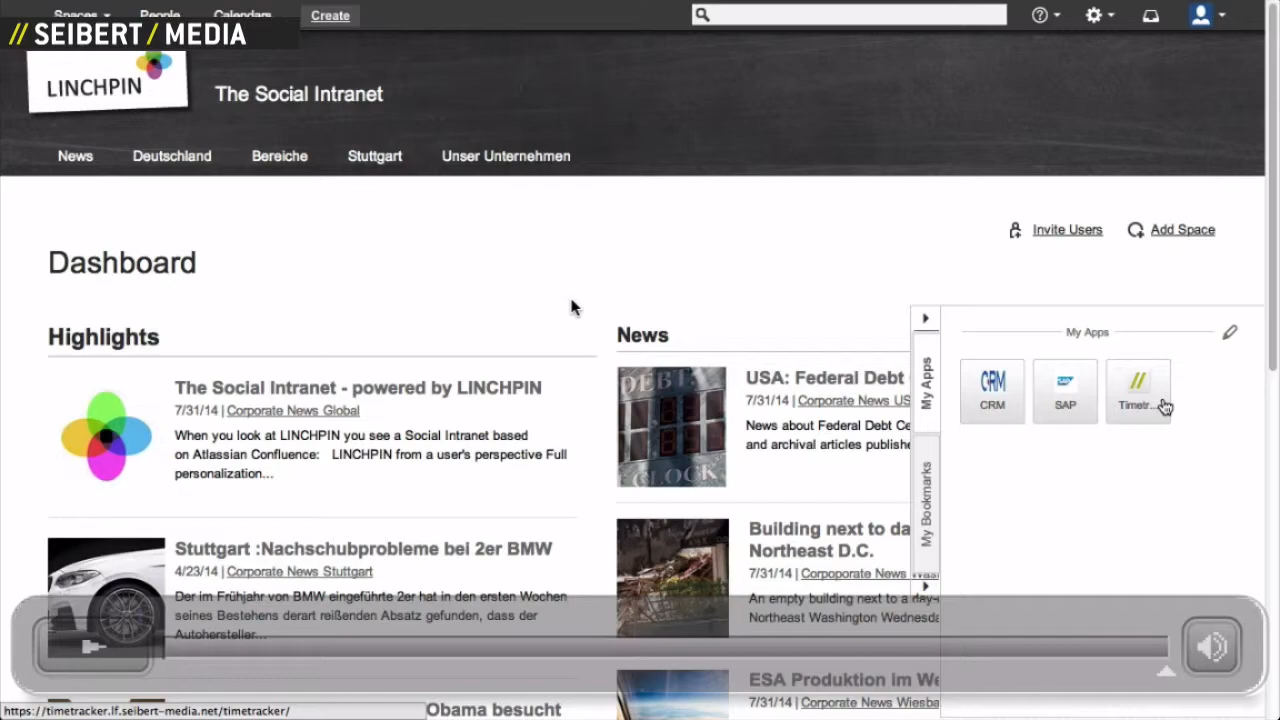 Spaces People Calendars Create
// SEIBERT / MEDIA
LINCHPIN
The Social Intranet
News Deutschland Bereiche Stuttgart Unser Unternehmen
Invite Users Add Space
Dashboard
Highlights
The Social Intranet - powered by LINCHPIN
7/31/14 | Corporate News Global
When you look at LINCHPIN you see a Social Intranet based
on Atlassian Confluence: LINCHPIN from a user's perspective Full
personalization...
Stuttgart :Nachschubprobleme bei 2er BMW
4/23/14 | Corporate News Stuttgart
Der im Frühjahr von BMW eingeführte 2er hat in den ersten Wochen
seines Bestehens derart reißenden Absatz gefunden, dass der
Autohersteller...
Obama besucht
News
DEBT
CLOCK
USA: Federal Debt
7/31/14 | Corporate News US
News about Federal Debt Ce
and archival articles publishe
Building next to da
Northeast D.C.
7/31/14 | Corpoporate News Was
An empty building next to a day-
Northeast Washington Wednesda
ESA Produktion im We
7/31/14 | Corporate News Wiesba
My Apps
My Bookmarks
My Apps
CRM
CRM
SAP
SAP
Timetr...
https://timetracker.lf.seibert-media.net/timetracker/